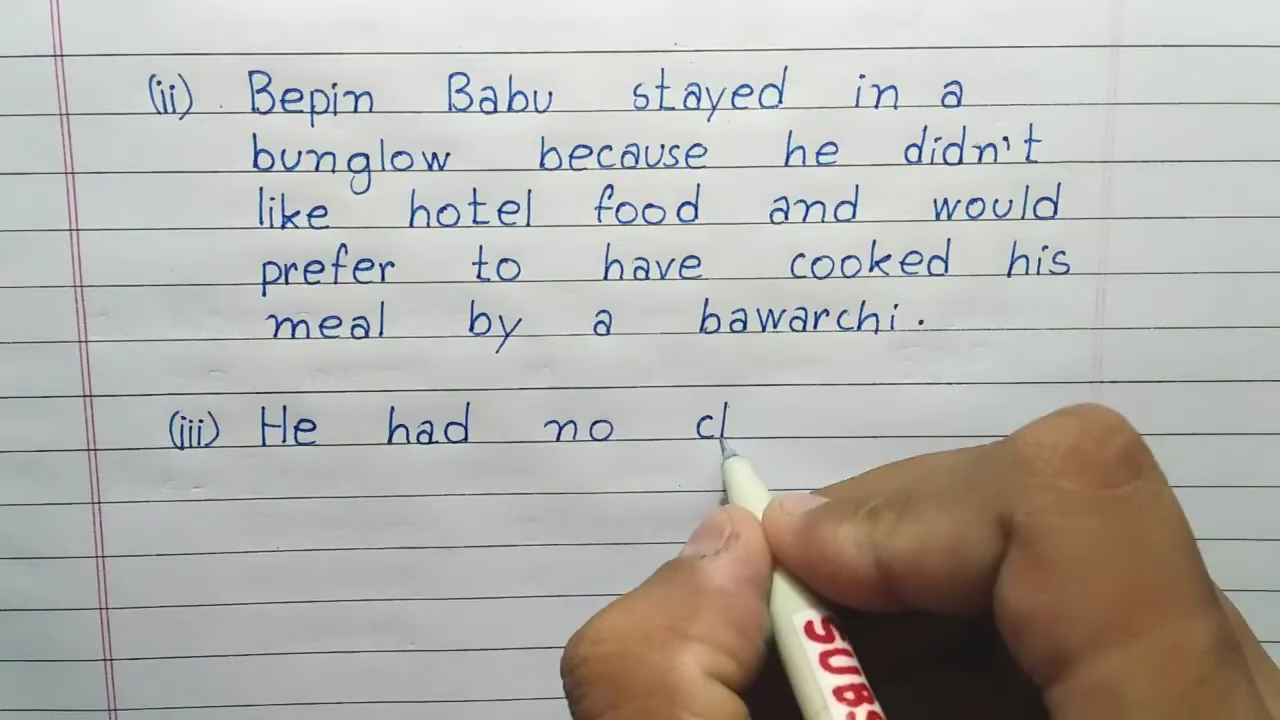 (ii) Bepin Babu stayed in a
bunglow because he didn't
like hotel food and would
prefer to have cooked his
meal by a bawarchi.
(iii) He had no
SUBS